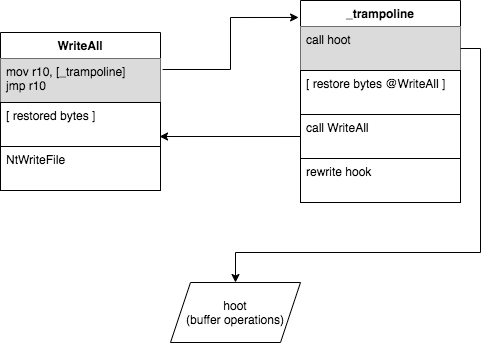 WriteAll
mov r10, [_trampoline]
jmp r10
[ restored bytes ]
NtWriteFile
_trampoline
call hoot
[ restore bytes @WriteAll ]
call WriteAll
rewrite hook
hoot
(buffer operations)